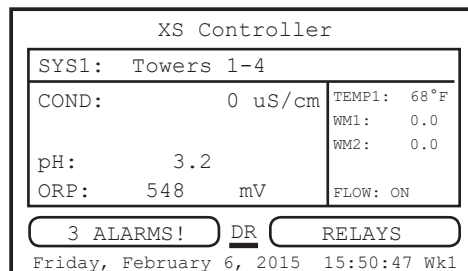 XS Controller
SYS1: Towers 1-4
COND: 0 uS/cm
pH: 3.2
ORP: 548 mV
TEMP1: 68°F
WM1: 0.0
WM2: 0.0
FLOW: ON
3 ALARMS! DR RELAYS
Friday, February 6, 2015 15:50:47 Wk1